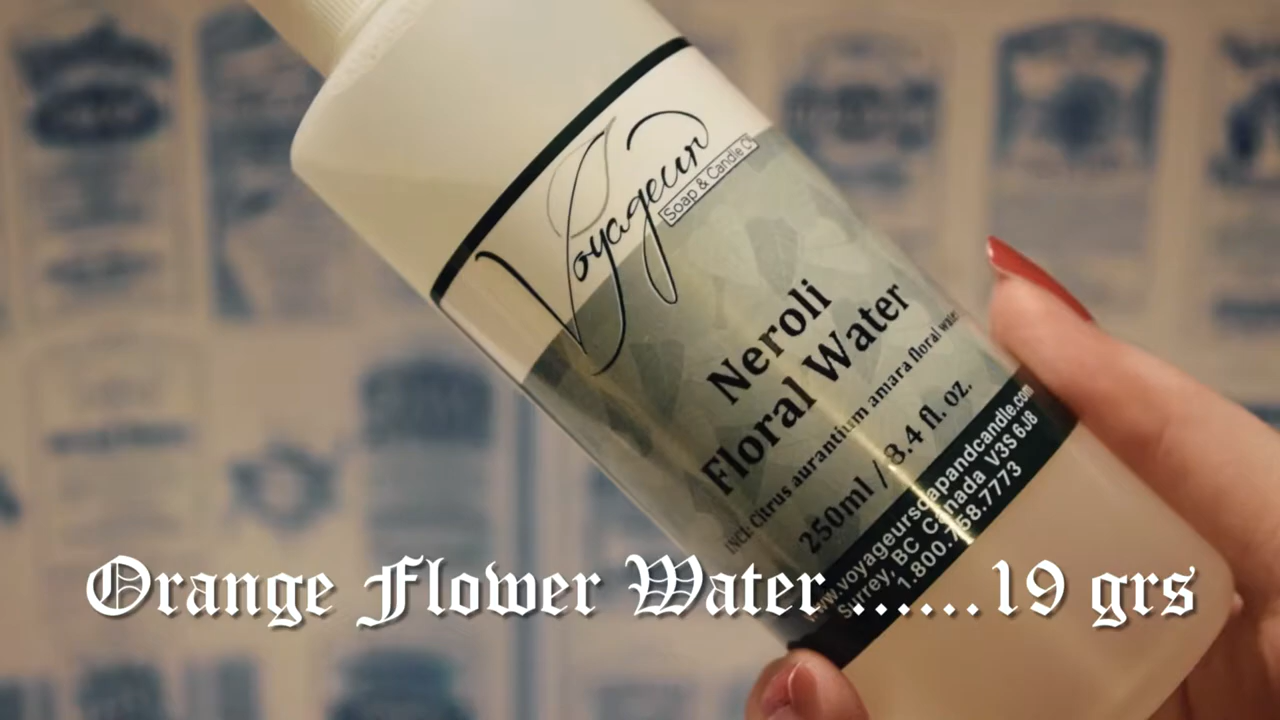 Voyageur
Soap & Candle Co
Neroli
Floral Water
INCI: Citrus aurantium amara floral water
250ml / 8.4 fl. oz.
www.voyageursoapandcandle.com
Surrey, BC Canada V3S 6J8
1.800.758.7773
Orange Flower Water......19 grs